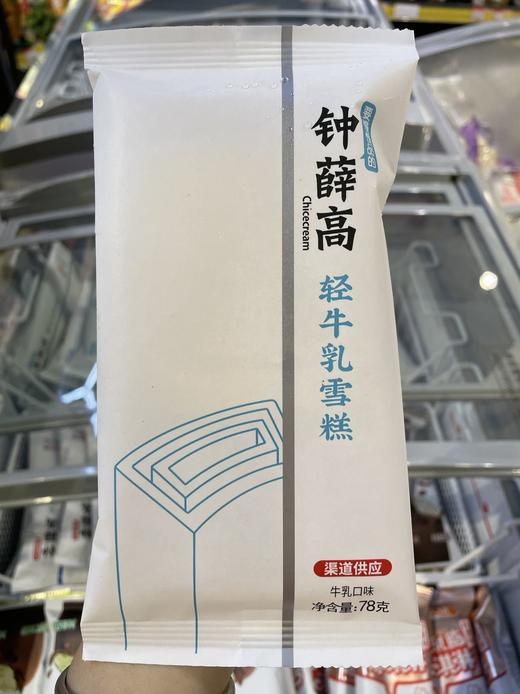 钟薛高
Chicecream
轻牛乳雪糕
渠道供应
牛乳口味
净含量:78克